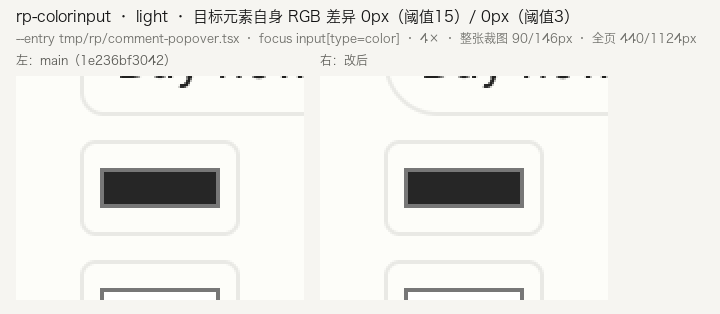 rp-colorinput · light · 目标元素自身 RGB 差异 0px（阈值15）/ 0px（阈值3）
--entry tmp/rp/comment-popover.tsx · focus input[type=color] · 4× · 整张裁图 90/146px · 全页 440/1124px
左：main（1e236bf3042） 右：改后